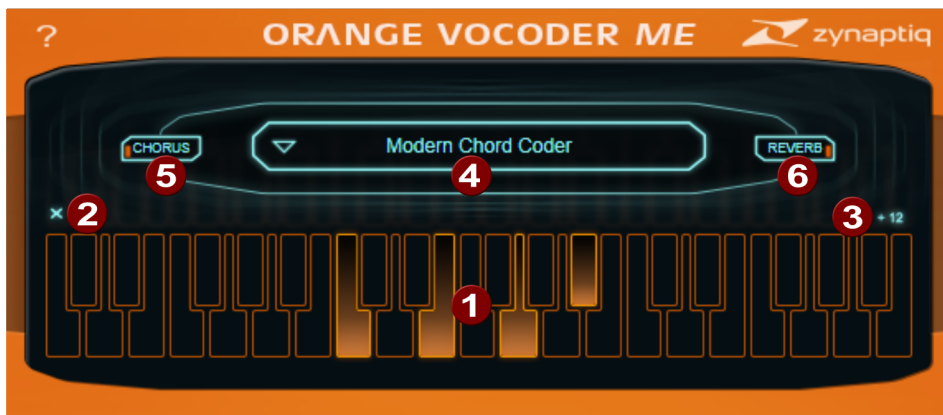 ? ORANGE VOCODER ME zynaptiq
CHORUS Modern Chord Coder REVERB
5 4 6
× 2 3 + 12
1